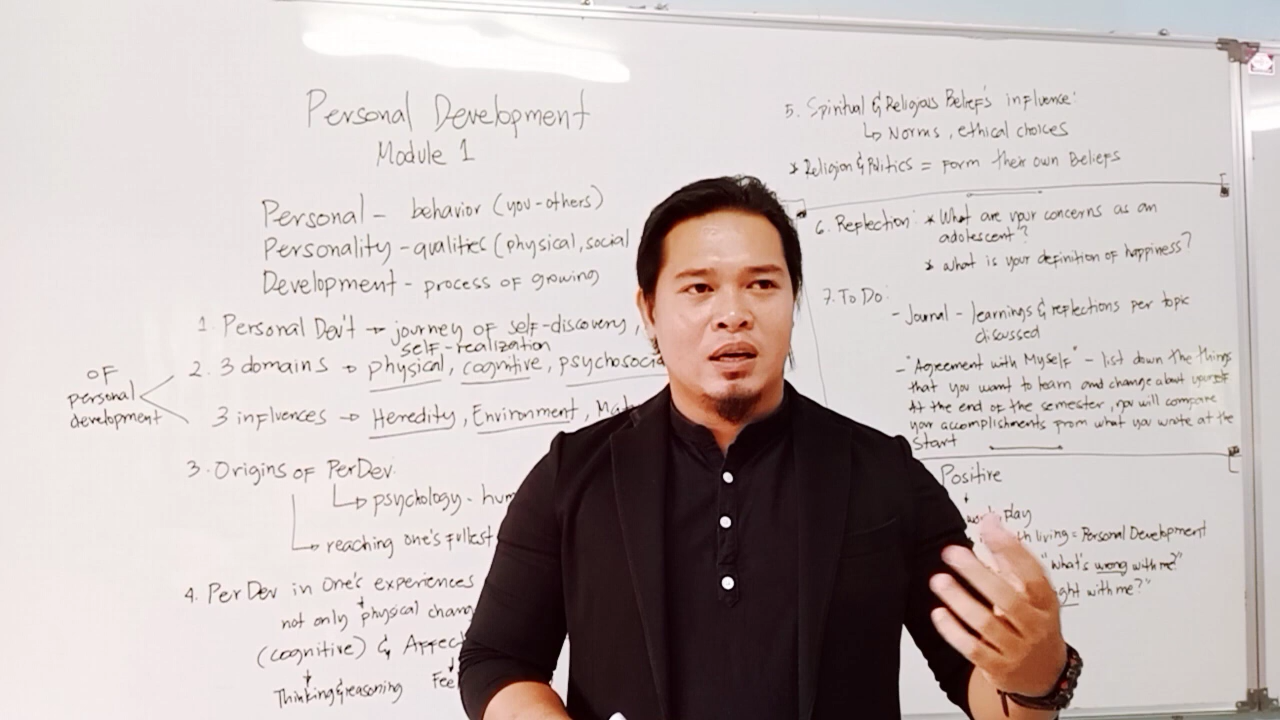 Personal Development
Module 1
Personal - behavior (you-others)
Personality - qualities (physical, social
Development - process of growing
1. Personal Dev't → journey of self-discovery,
self-realization
2. 3 domains → physical, cognitive, psychosoci
of
personal
development
3 influences → Heredity, Environment, Mat
3. Origins of PerDev.
↳ psychology - hum
↳ reaching one's fullest
4. PerDev in One's experiences
not only physical chang
(cognitive) & Affect
Thinking & reasoning Fee
5. Spiritual & Religious Belief's influence:
↳ Norms, ethical choices
* Religion & Politics = form their own Beliefs
6. Reflection: * What are your concerns as an
adolescent?
* what is your definition of happiness?
7. To Do:
- Journal - learnings & reflections per topic
discussed
- "Agreement with Myself" - list down the things
that you want to learn and change about yourself
At the end of the semester, you will compare
your accomplishments from what you wrote at the
start
Positive
work, play
th living = Personal Development
"What's wrong with me?"
ght with me?"